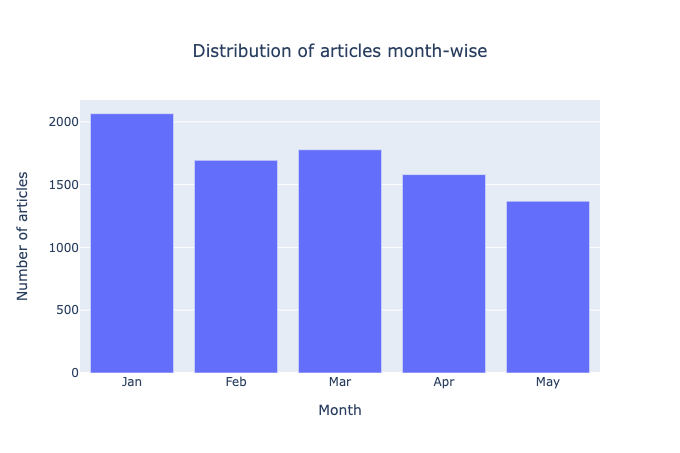 Distribution of articles month-wise
Number of articles
2000
1500
1000
500
0
Jan Feb Mar Apr May
Month